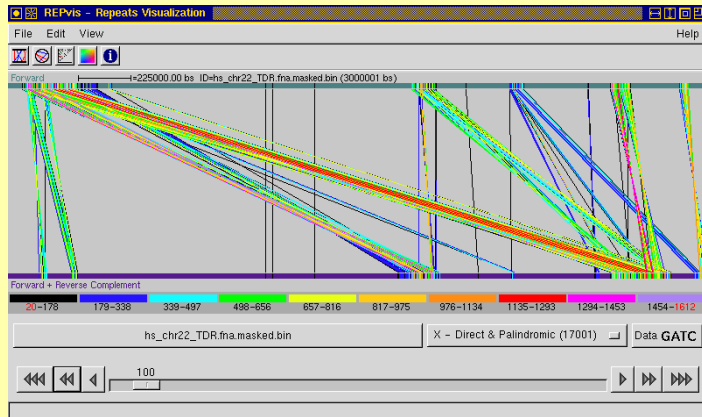 REPvis - Repeats Visualization
File Edit View Help
Forward =225000.00 bs ID=hs_chr22_TDR.fna.masked.bin (3000001 bs)
Forward + Reverse Complement
20-178 179-338 339-497 498-656 657-816 817-975 976-1134 1135-1293 1294-1453 1454-1612
hs_chr22_TDR.fna.masked.bin X - Direct & Palindromic (17001) Data GATC
100